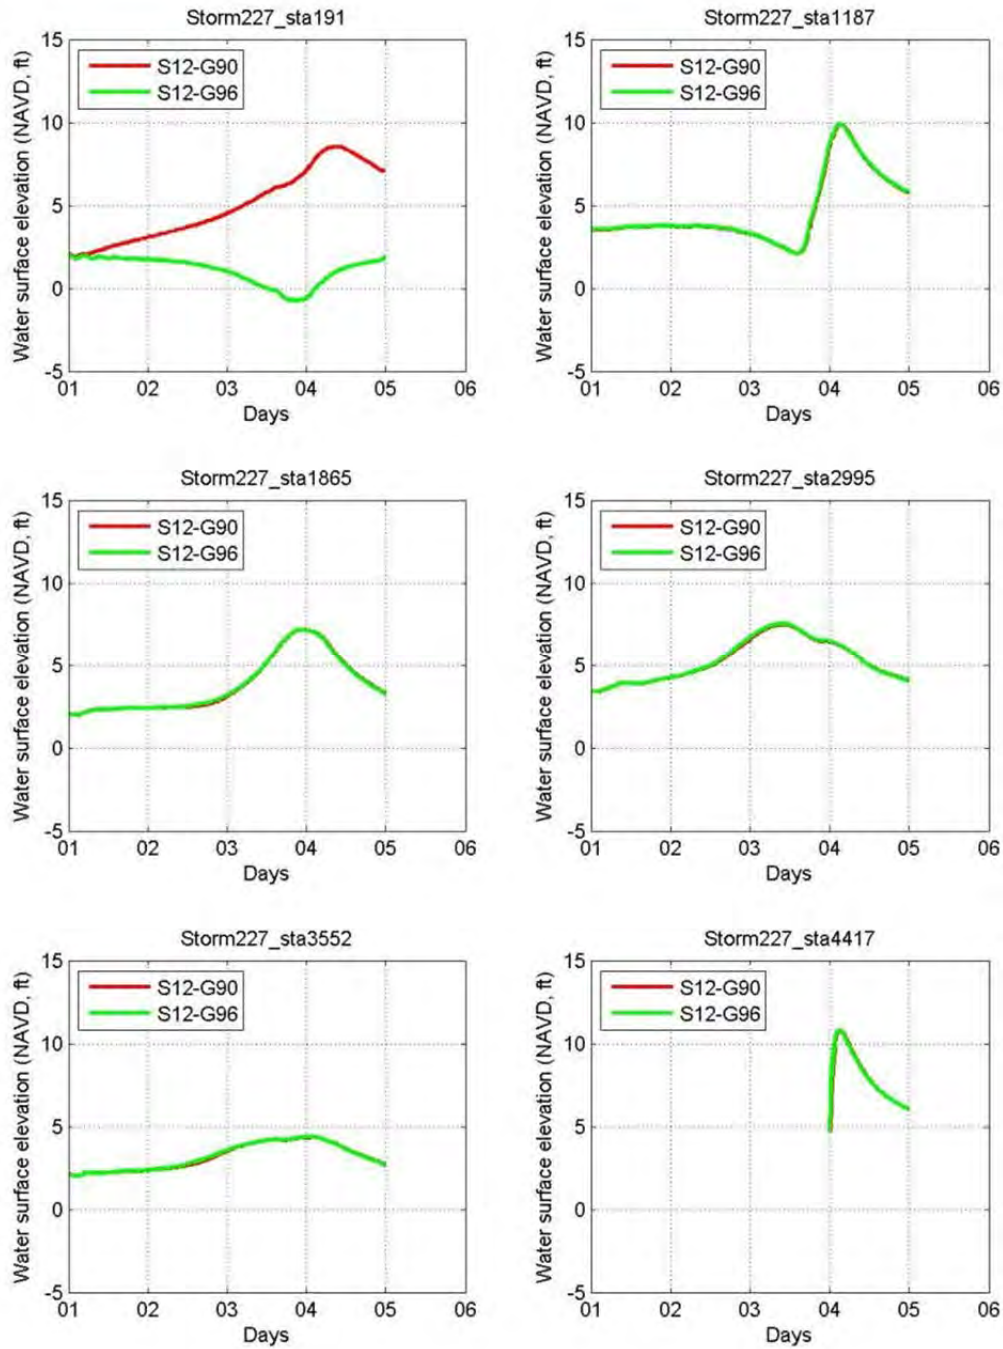 Storm227_sta191
Water surface elevation (NAVD, ft)
15
10
5
0
-5
S12-G90
S12-G96
01 02 03 04 05 06
Days
Storm227_sta1187
Water surface elevation (NAVD, ft)
15
10
5
0
-5
S12-G90
S12-G96
01 02 03 04 05 06
Days
Storm227_sta1865
Water surface elevation (NAVD, ft)
15
10
5
0
-5
S12-G90
S12-G96
01 02 03 04 05 06
Days
Storm227_sta2995
Water surface elevation (NAVD, ft)
15
10
5
0
-5
S12-G90
S12-G96
01 02 03 04 05 06
Days
Storm227_sta3552
Water surface elevation (NAVD, ft)
15
10
5
0
-5
S12-G90
S12-G96
01 02 03 04 05 06
Days
Storm227_sta4417
Water surface elevation (NAVD, ft)
15
10
5
0
-5
S12-G90
S12-G96
01 02 03 04 05 06
Days